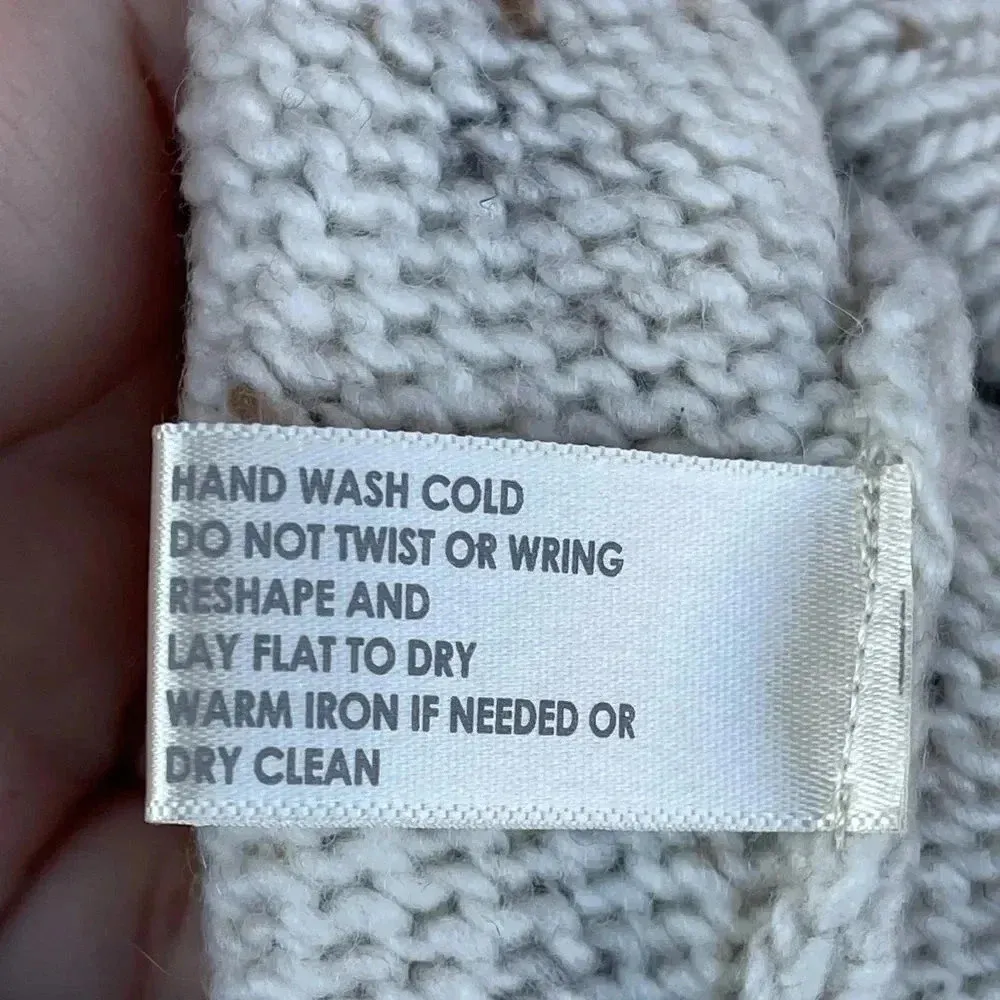 HAND WASH COLD
DO NOT TWIST OR WRING
RESHAPE AND
LAY FLAT TO DRY
WARM IRON IF NEEDED OR
DRY CLEAN